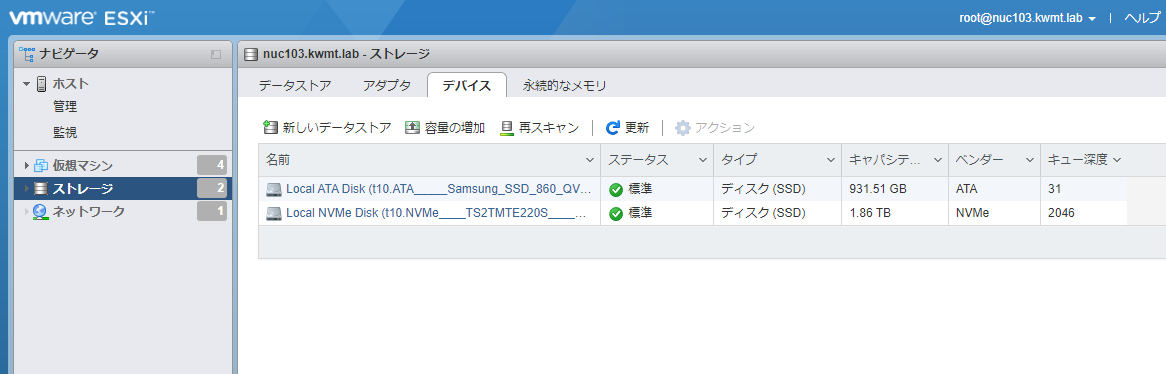 vmware ESXi™
root@nuc103.kwmt.lab | ヘルプ
ナビゲータ
ホスト
管理
監視
仮想マシン 4
ストレージ 2
ネットワーク 1
nuc103.kwmt.lab - ストレージ
データストア アダプタ デバイス 永続的なメモリ
新しいデータストア 容量の増加 再スキャン | 更新 | アクション
名前 ステータス タイプ キャパシテ... ベンダー キュー深度
Local ATA Disk (t10.ATA_____Samsung_SSD_860_QV... 標準 ディスク (SSD) 931.51 GB ATA 31
Local NVMe Disk (t10.NVMe____TS2TMTE220S____... 標準 ディスク (SSD) 1.86 TB NVMe 2046